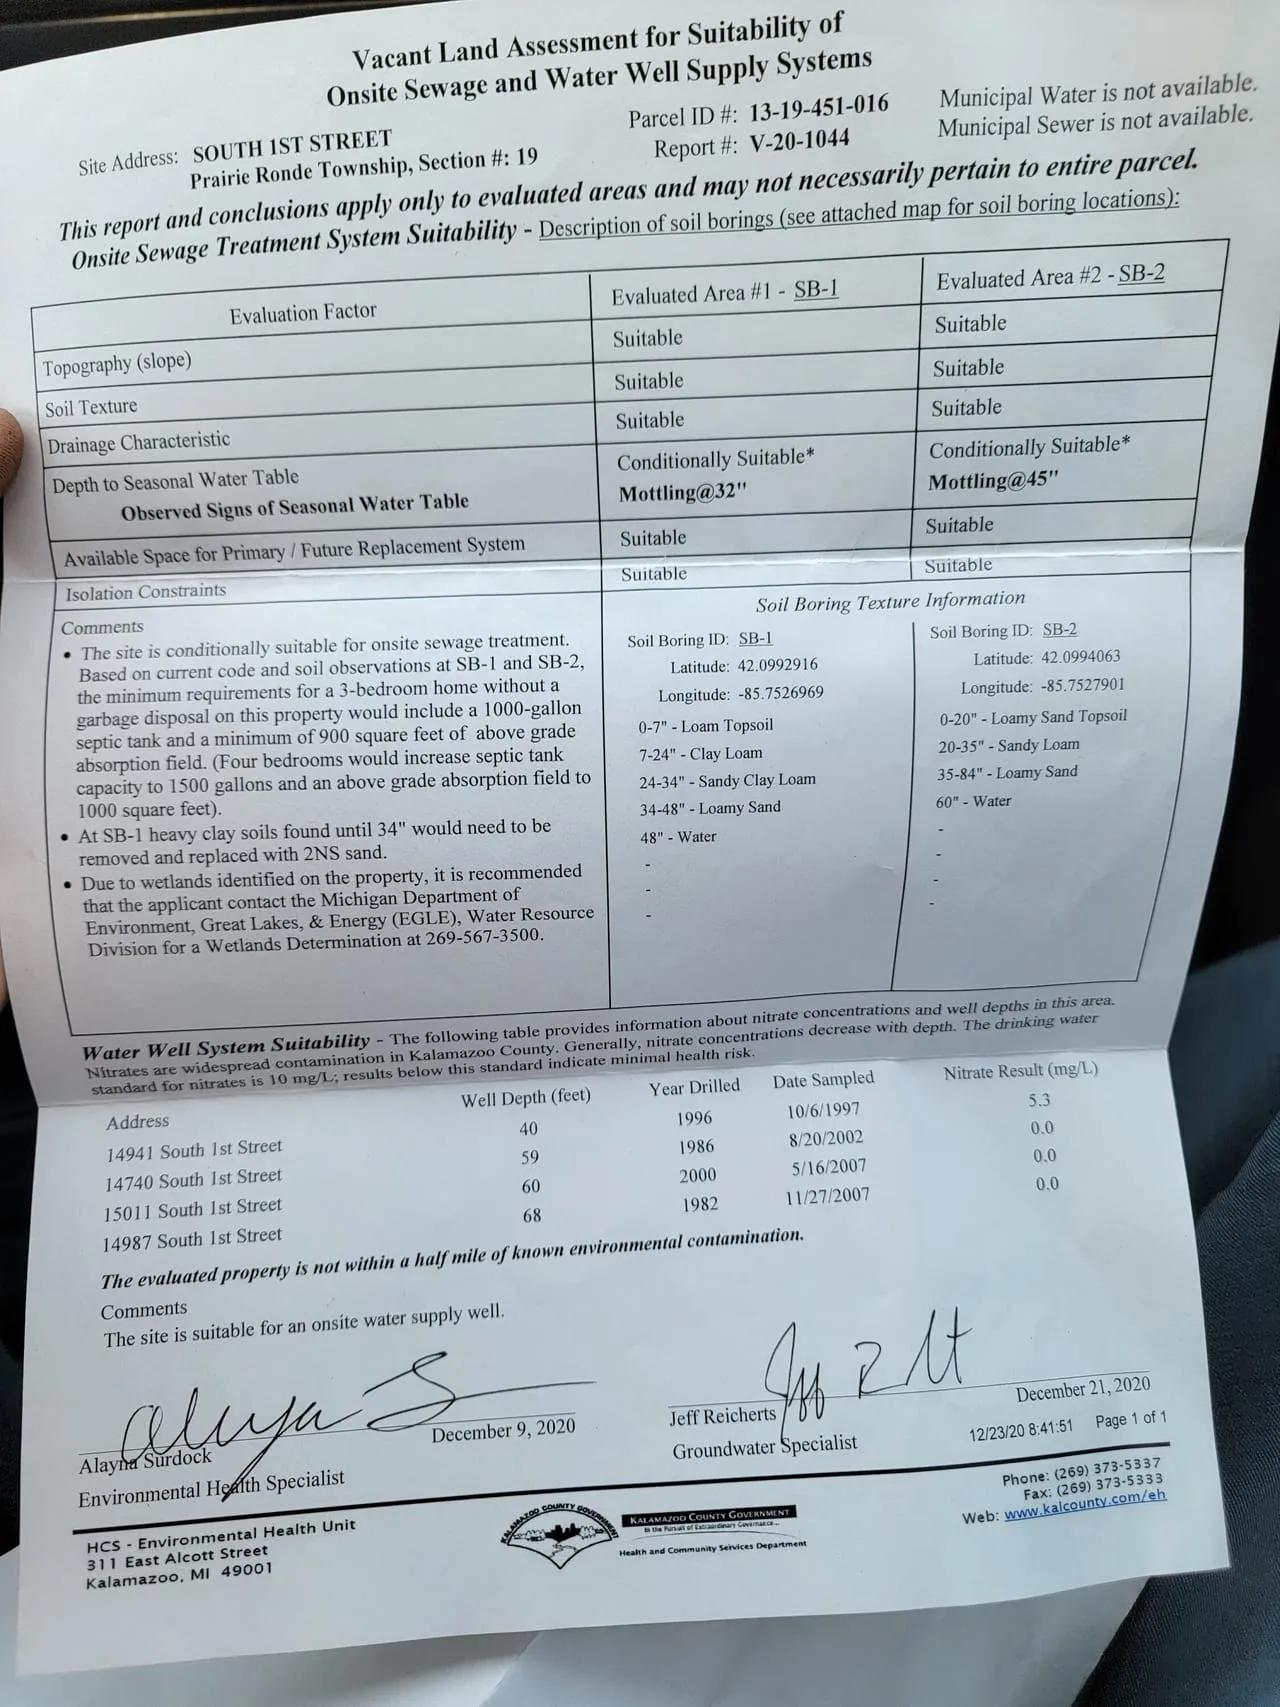 Vacant Land Assessment for Suitability of
Onsite Sewage and Water Well Supply Systems
Site Address: SOUTH 1ST STREET
Prairie Ronde Township, Section #: 19
Parcel ID #: 13-19-451-016
Report #: V-20-1044
Municipal Water is not available.
Municipal Sewer is not available.
This report and conclusions apply only to evaluated areas and may not necessarily pertain to entire parcel.
Onsite Sewage Treatment System Suitability - Description of soil borings (see attached map for soil boring locations):
Evaluation Factor Evaluated Area #1 - SB-1 Evaluated Area #2 - SB-2
Topography (slope) Suitable Suitable
Soil Texture Suitable Suitable
Drainage Characteristic Suitable Suitable
Depth to Seasonal Water Table Conditionally Suitable* Conditionally Suitable*
Observed Signs of Seasonal Water Table Mottling@32" Mottling@45"
Available Space for Primary / Future Replacement System Suitable Suitable
Isolation Constraints Suitable Suitable
Comments
• The site is conditionally suitable for onsite sewage treatment.
Based on current code and soil observations at SB-1 and SB-2,
the minimum requirements for a 3-bedroom home without a
garbage disposal on this property would include a 1000-gallon
septic tank and a minimum of 900 square feet of above grade
absorption field. (Four bedrooms would increase septic tank
capacity to 1500 gallons and an above grade absorption field to
1000 square feet).
• At SB-1 heavy clay soils found until 34" would need to be
removed and replaced with 2NS sand.
• Due to wetlands identified on the property, it is recommended
that the applicant contact the Michigan Department of
Environment, Great Lakes, & Energy (EGLE), Water Resource
Division for a Wetlands Determination at 269-567-3500.
Soil Boring Texture Information
Soil Boring ID: SB-1
Latitude: 42.0992916
Longitude: -85.7526969
0-7" - Loam Topsoil
7-24" - Clay Loam
24-34" - Sandy Clay Loam
34-48" - Loamy Sand
48" - Water
-
-
-
Soil Boring ID: SB-2
Latitude: 42.0994063
Longitude: -85.7527901
0-20" - Loamy Sand Topsoil
20-35" - Sandy Loam
35-84" - Loamy Sand
60" - Water
-
-
-
-
Water Well System Suitability - The following table provides information about nitrate concentrations and well depths in this area.
Nitrates are widespread contamination in Kalamazoo County. Generally, nitrate concentrations decrease with depth. The drinking water
standard for nitrates is 10 mg/L; results below this standard indicate minimal health risk.
Address Well Depth (feet) Year Drilled Date Sampled Nitrate Result (mg/L)
14941 South 1st Street 40 1996 10/6/1997 5.3
14740 South 1st Street 59 1986 8/20/2002 0.0
15011 South 1st Street 60 2000 5/16/2007 0.0
14987 South 1st Street 68 1982 11/27/2007 0.0
The evaluated property is not within a half mile of known environmental contamination.
Comments
The site is suitable for an onsite water supply well.
Alayna Surdock December 9, 2020
Environmental Health Specialist
Jeff Reicherts December 21, 2020
Groundwater Specialist
12/23/20 8:41:51 Page 1 of 1
HCS - Environmental Health Unit
311 East Alcott Street
Kalamazoo, MI 49001
KALAMAZOO COUNTY GOVERNMENT
KALAMAZOO COUNTY GOVERNMENT
In the Pursuit of Extraordinary Governance...
Health and Community Services Department
Phone: (269) 373-5337
Fax: (269) 373-5333
Web: www.kalcounty.com/eh